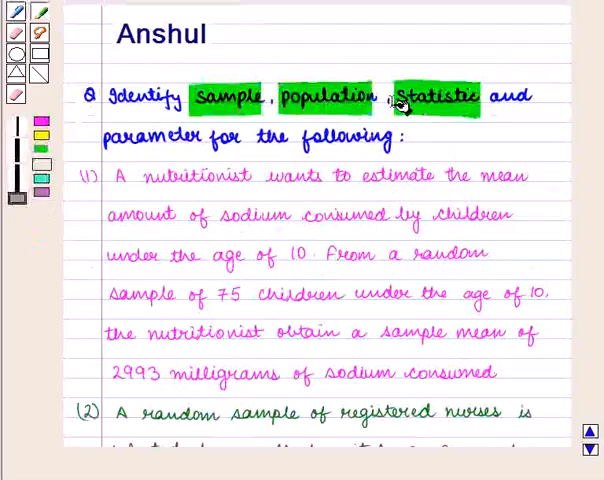 Anshul
Q Identify sample, population, Statistic and
parameter for the following:
(1) A nutritionist wants to estimate the mean
amount of sodium consumed by children
under the age of 10. From a random
sample of 75 children under the age of 10,
the nutritionist obtain a sample mean of
2993 milligrams of sodium consumed
(2) A random sample of registered nurses is